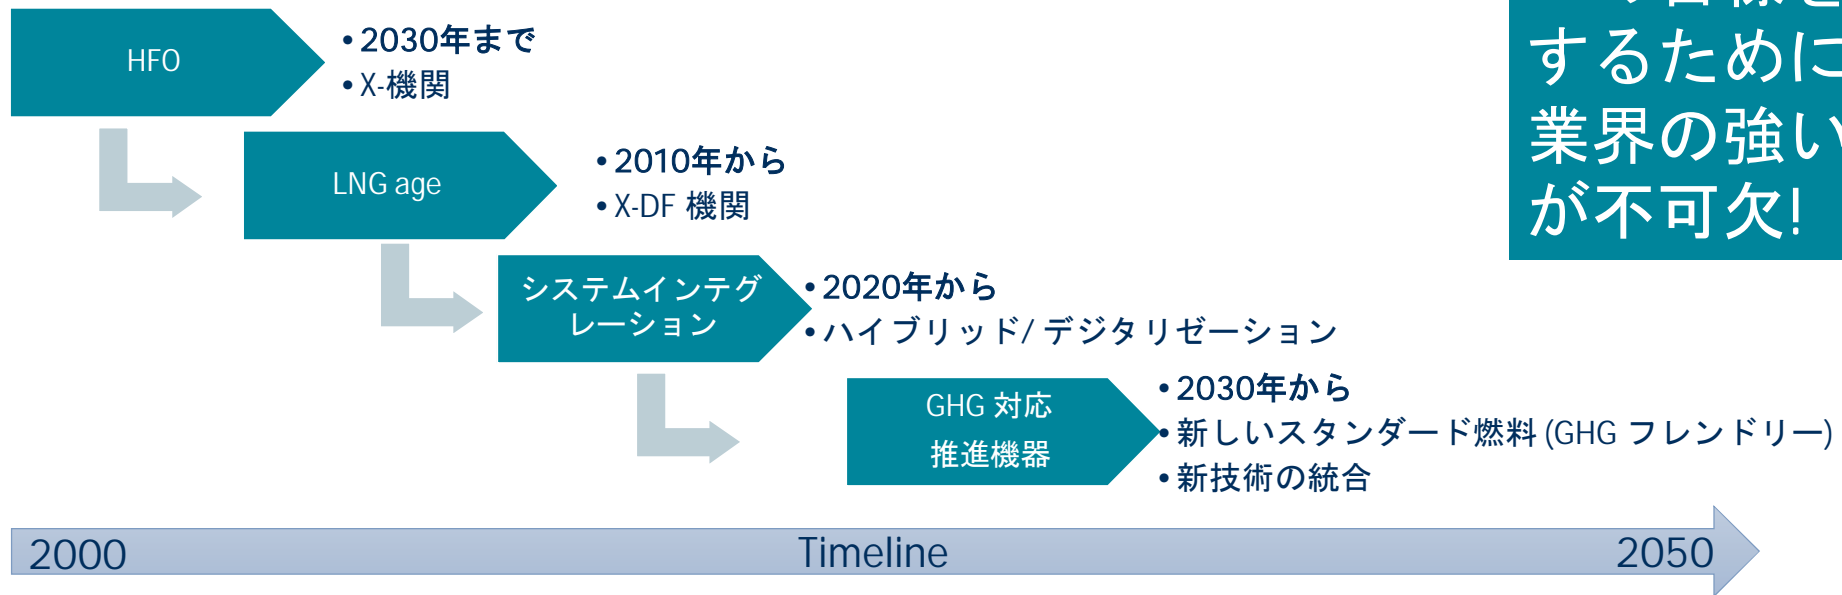 HFO
•2030年まで
•X-機関
LNG age
•2010年から
•X-DF 機関
システムインテグ
レーション
•2020年から
•ハイブリッド/ デジタリゼーション
GHG 対応
推進機器
•2030年から
•新しいスタンダード燃料 (GHG フレンドリー)
•新技術の統合
するために
業界の強い
が不可欠!
2000
Timeline
2050